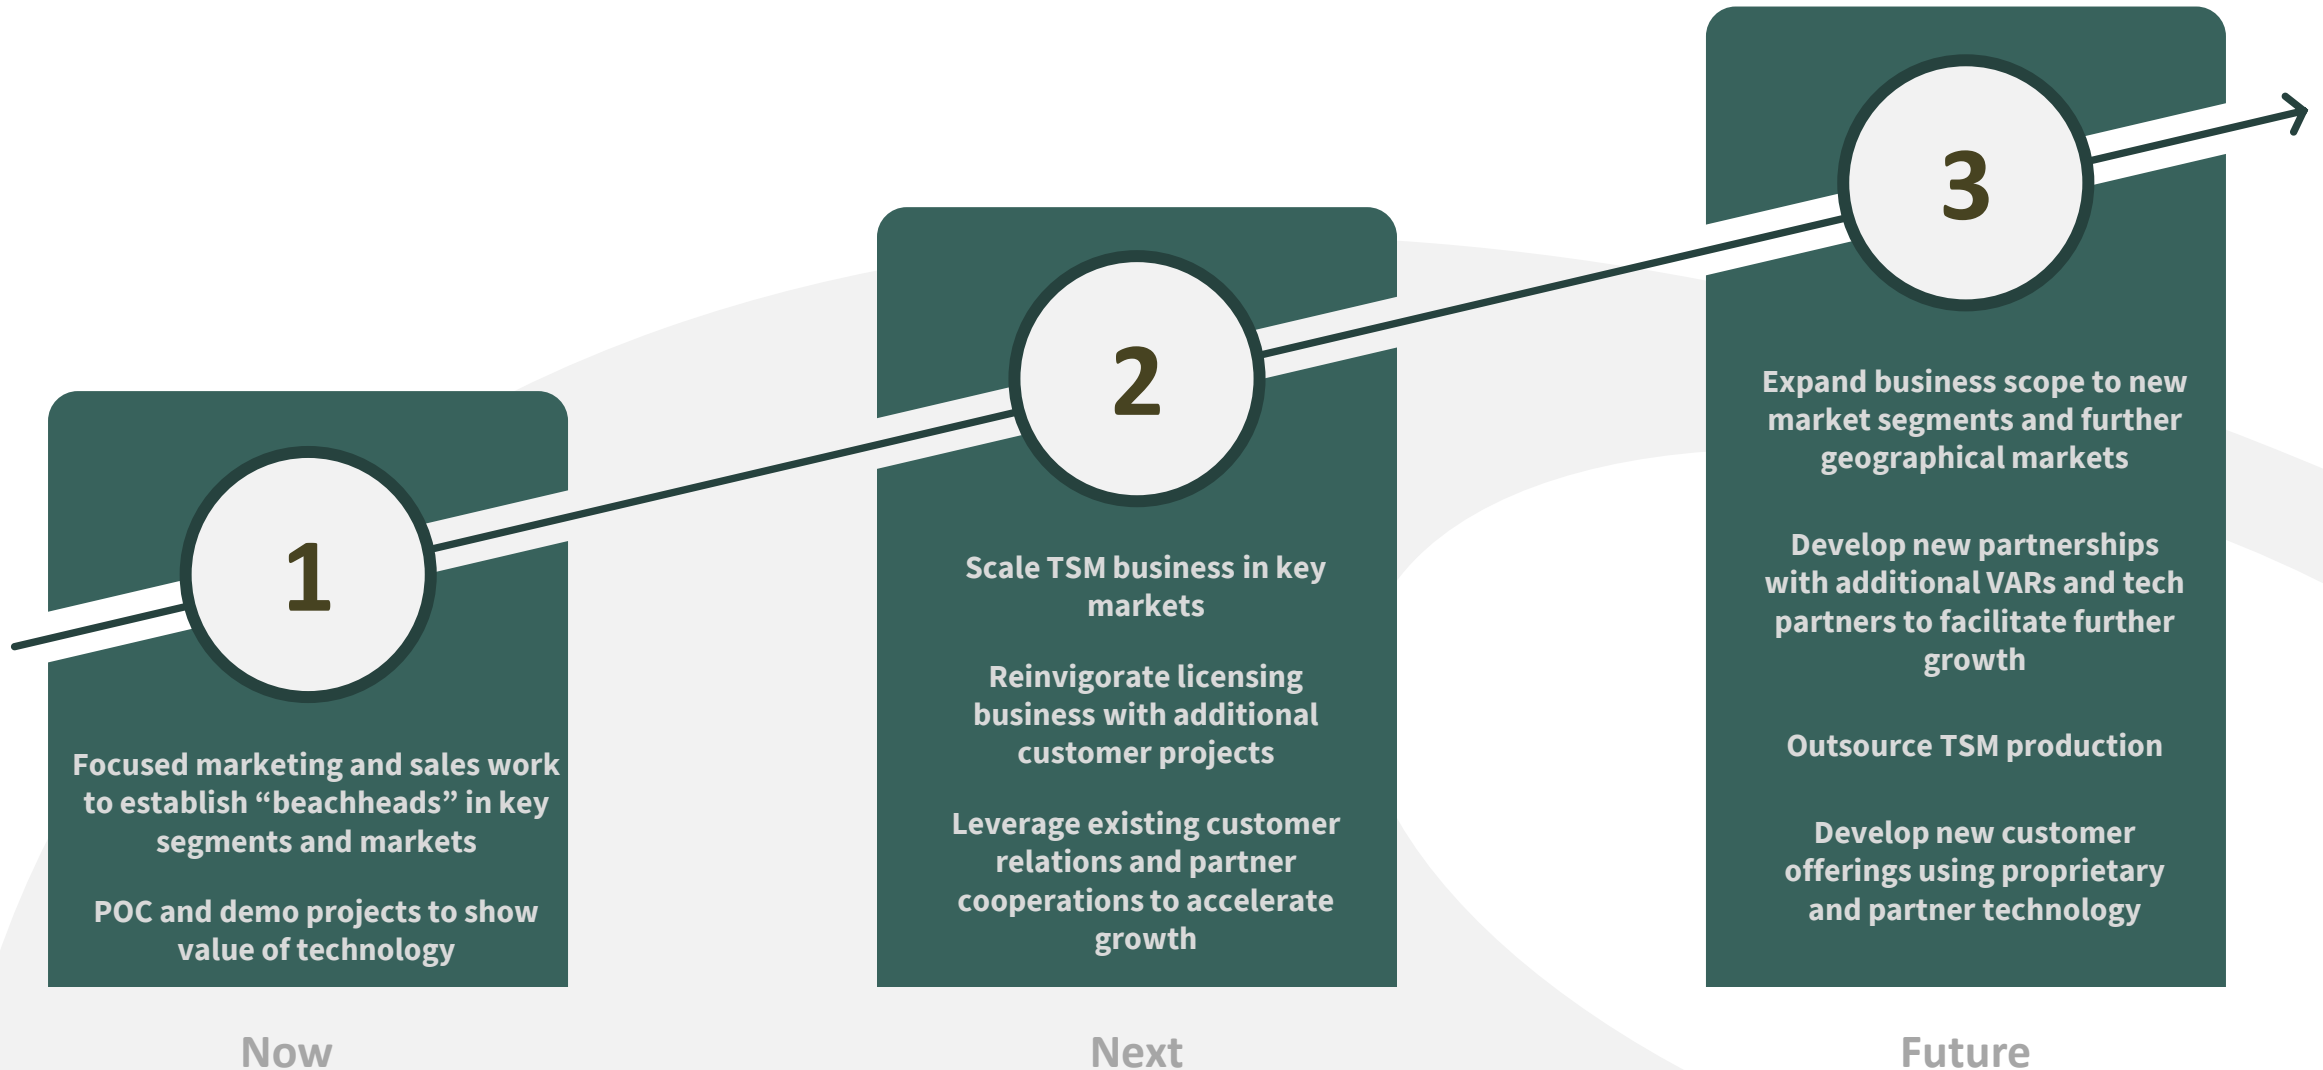 1
Focused marketing and sales work
to establish “beachheads” in key
segments and markets
POC and demo projects to show
value of technology
Now
2
Scale TSM business in key
markets
Reinvigorate licensing
business with additional
customer projects
Leverage existing customer
relations and partner
cooperations to accelerate
growth
Next
3
Expand business scope to new
market segments and further
geographical markets
Develop new partnerships
with additional VARs and tech
partners to facilitate further
growth
Outsource TSM production
Develop new customer
offerings using proprietary
and partner technology
Future